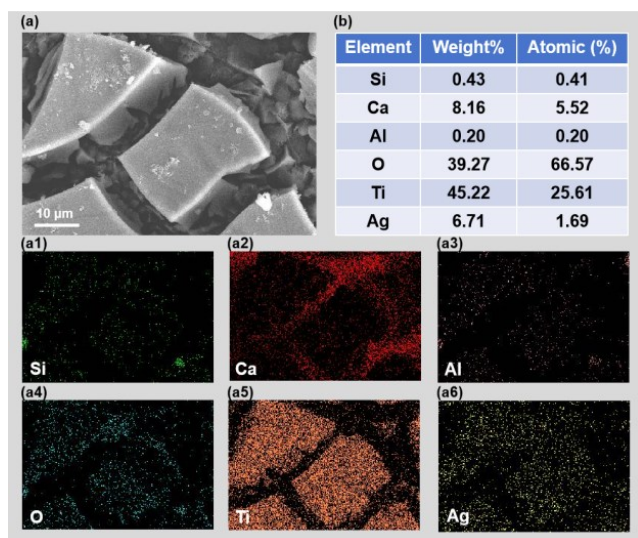 (a)
10 μm
(b)
Element Weight% Atomic (%)
Si 0.43 0.41
Ca 8.16 5.52
Al 0.20 0.20
O 39.27 66.57
Ti 45.22 25.61
Ag 6.71 1.69
(a1) (a2) (a3)
Si Ca Al
(a4) (a5) (a6)
O Ti Ag